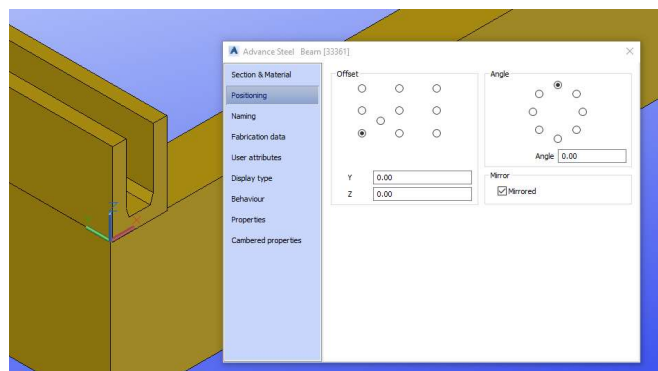 Advance Steel Beam [33361]
Section & Material
Positioning
Naming
Fabrication data
User attributes
Display type
Behaviour
Properties
Cambered properties
Offset
Y 0.00
Z 0.00
Angle
Angle 0.00
Mirror
Mirrored